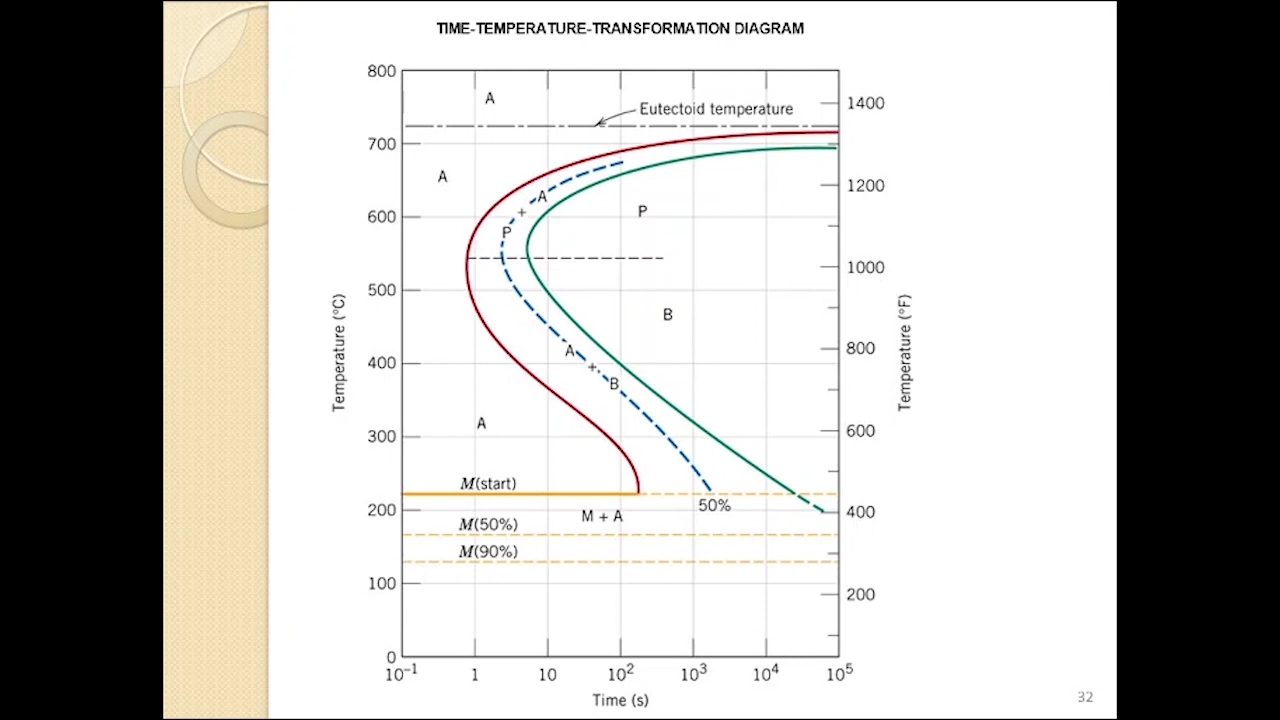 TIME-TEMPERATURE-TRANSFORMATION DIAGRAM
800
A
Eutectoid temperature
1400
700
A
1200
A
600
+
P
P
1000
500
B
Temperature (°C)
Temperature (°F)
A
800
400
+
B
A
600
300
M(start)
200
M + A
50%
400
M(50%)
M(90%)
100
200
0
10⁻¹
1
10
10²
10³
10⁴
10⁵
Time (s)
32